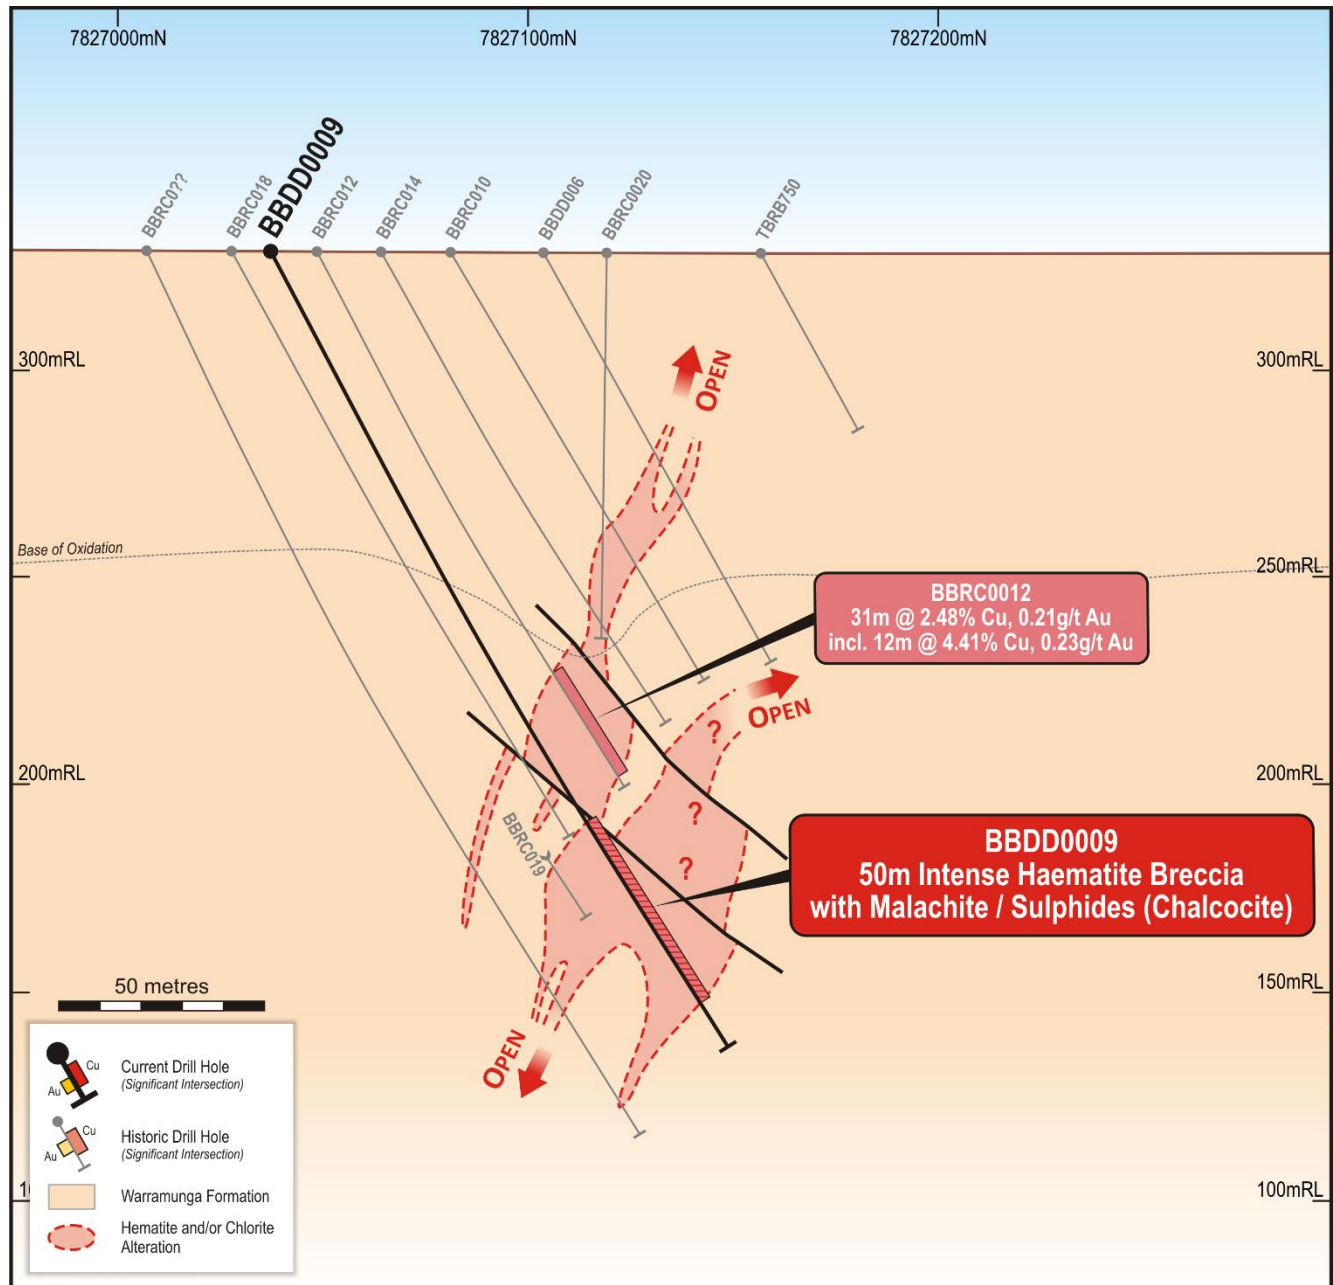 7827000mN
7827100mN
7827200mN
BBRC0??
BBRC018
BBDD0009
BBRC012
BBRC014
BBRC010
BBDD006
BBRC0020
TBRB750
300mRL
300mRL
OPEN
Base of Oxidation
250mRL
BBRC0012
31m @ 2.48% Cu, 0.21g/t Au
incl. 12m @ 4.41% Cu, 0.23g/t Au
OPEN
?
200mRL
200mRL
?
BBRC019
?
BBDD0009
50m Intense Haematite Breccia
with Malachite / Sulphides (Chalcocite)
50 metres
150mRL
OPEN
Cu
Au
Current Drill Hole
(Significant Intersection)
Cu
Au
Historic Drill Hole
(Significant Intersection)
Warramunga Formation
100mRL
Hematite and/or Chlorite
Alteration